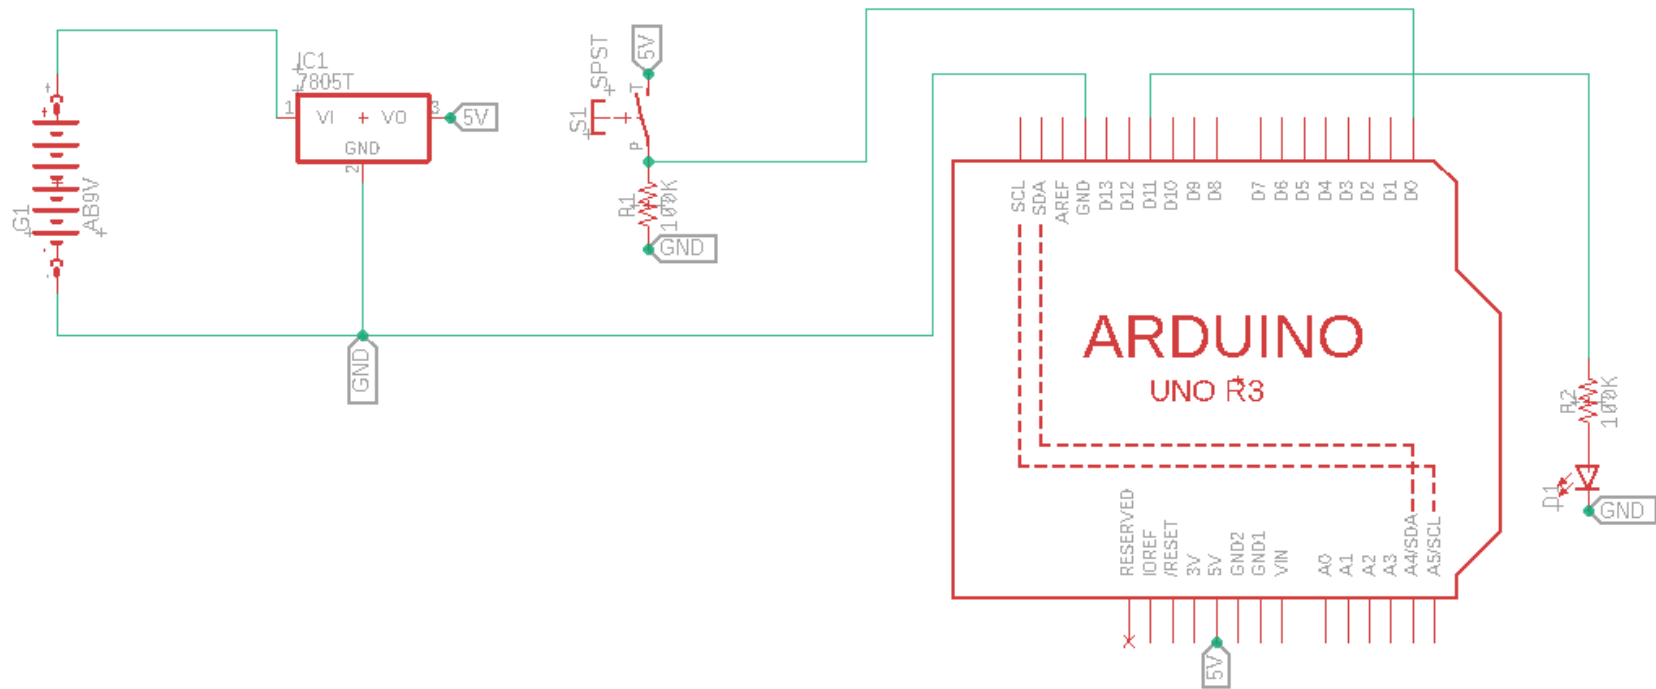 IC1
7805T
1
VI
VO
3
5V
GND
2
G1
AB9V
GND
SPST
5V
S1
T
P
R1
GND
SCL
SDA
AREF
GND
D13
D12
D11
D10
D9
D8
D7
D6
D5
D4
D3
D2
D1
D0
ARDUINO
UNO R3
RESERVED
IOREF
/RESET
3V
5V
GND2
GND1
VIN
A0
A1
A2
A3
A4/SDA
A5/SCL
5V
R2
D1
GND